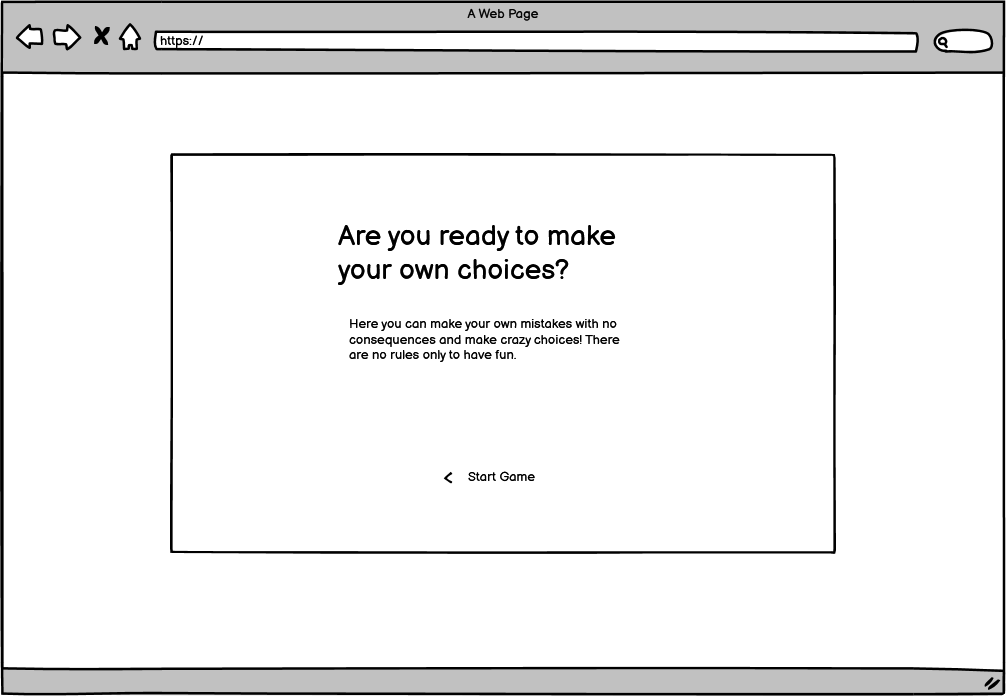 A Web Page
https://
Are you ready to make
your own choices?
Here you can make your own mistakes with no
consequences and make crazy choices! There
are no rules only to have fun.
Start Game